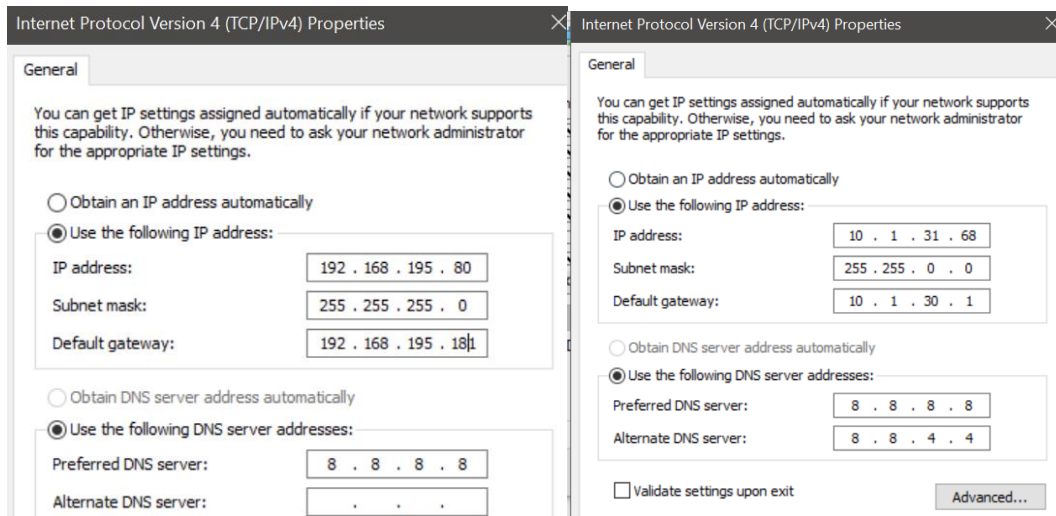 Internet Protocol Version 4 (TCP/IPv4) Properties
General
You can get IP settings assigned automatically if your network supports
this capability. Otherwise, you need to ask your network administrator
for the appropriate IP settings.
Obtain an IP address automatically
Use the following IP address:
IP address: 192 . 168 . 195 . 80
Subnet mask: 255 . 255 . 255 . 0
Default gateway: 192 . 168 . 195 . 181
Obtain DNS server address automatically
Use the following DNS server addresses:
Preferred DNS server: 8 . 8 . 8 . 8
Alternate DNS server: . . .
Internet Protocol Version 4 (TCP/IPv4) Properties
General
You can get IP settings assigned automatically if your network supports
this capability. Otherwise, you need to ask your network administrator
for the appropriate IP settings.
Obtain an IP address automatically
Use the following IP address:
IP address: 10 . 1 . 31 . 68
Subnet mask: 255 . 255 . 0 . 0
Default gateway: 10 . 1 . 30 . 1
Obtain DNS server address automatically
Use the following DNS server addresses:
Preferred DNS server: 8 . 8 . 8 . 8
Alternate DNS server: 8 . 8 . 4 . 4
Validate settings upon exit
Advanced...